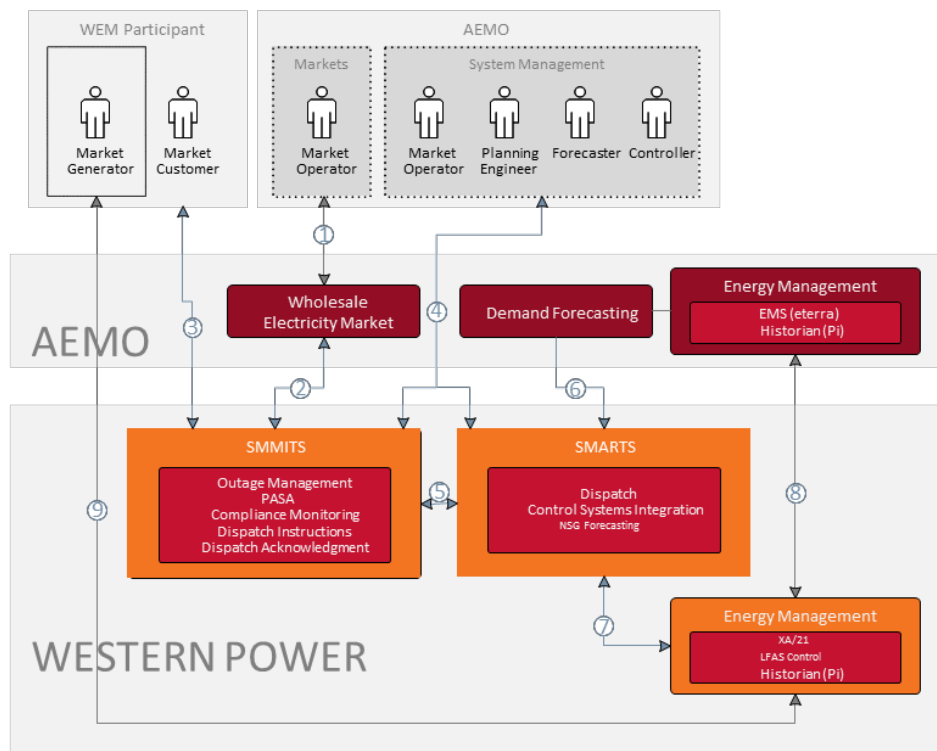 WEM Participant
AEMO
Markets
System Management
Market
Generator
Market
Customer
Market
Operator
Market
Operator
Planning
Engineer
Forecaster
Controller
1
3
4
AEMO
Wholesale
Electricity Market
Demand Forecasting
Energy Management
EMS (eterra)
Historian (Pi)
2
6
SMMITS
Outage Management
PASA
Compliance Monitoring
Dispatch Instructions
Dispatch Acknowledgment
5
SMARTS
Dispatch
Control Systems Integration
NSG Forecasting
8
9
7
WESTERN POWER
Energy Management
XA/21
LFAS Control
Historian (Pi)